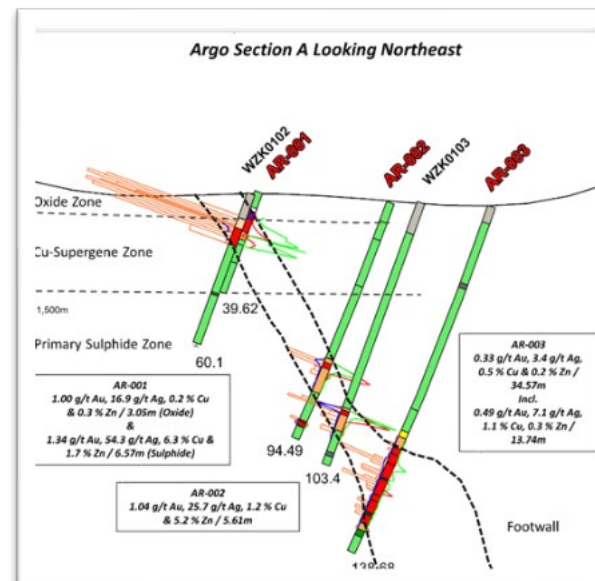 Argo Section A Looking Northeast
WZK0102
AR-001
AR-002
WZK0103
AR-003
Oxide Zone
Cu-Supergene Zone
1,500m
39.62
Primary Sulphide Zone
60.1
AR-003
0.33 g/t Au, 3.4 g/t Ag,
0.5 % Cu & 0.2 % Zn /
34.57m
Incl.
0.49 g/t Au, 7.1 g/t Ag,
1.1 % Cu, 0.3 % Zn /
13.74m
AR-001
1.00 g/t Au, 16.9 g/t Ag, 0.2 % Cu
& 0.3 % Zn / 3.05m (Oxide)
&
1.34 g/t Au, 54.3 g/t Ag, 6.3 % Cu &
1.7 % Zn / 6.57m (Sulphide)
94.49
103.4
AR-002
1.04 g/t Au, 25.7 g/t Ag, 1.2 % Cu
& 5.2 % Zn / 5.61m
Footwall